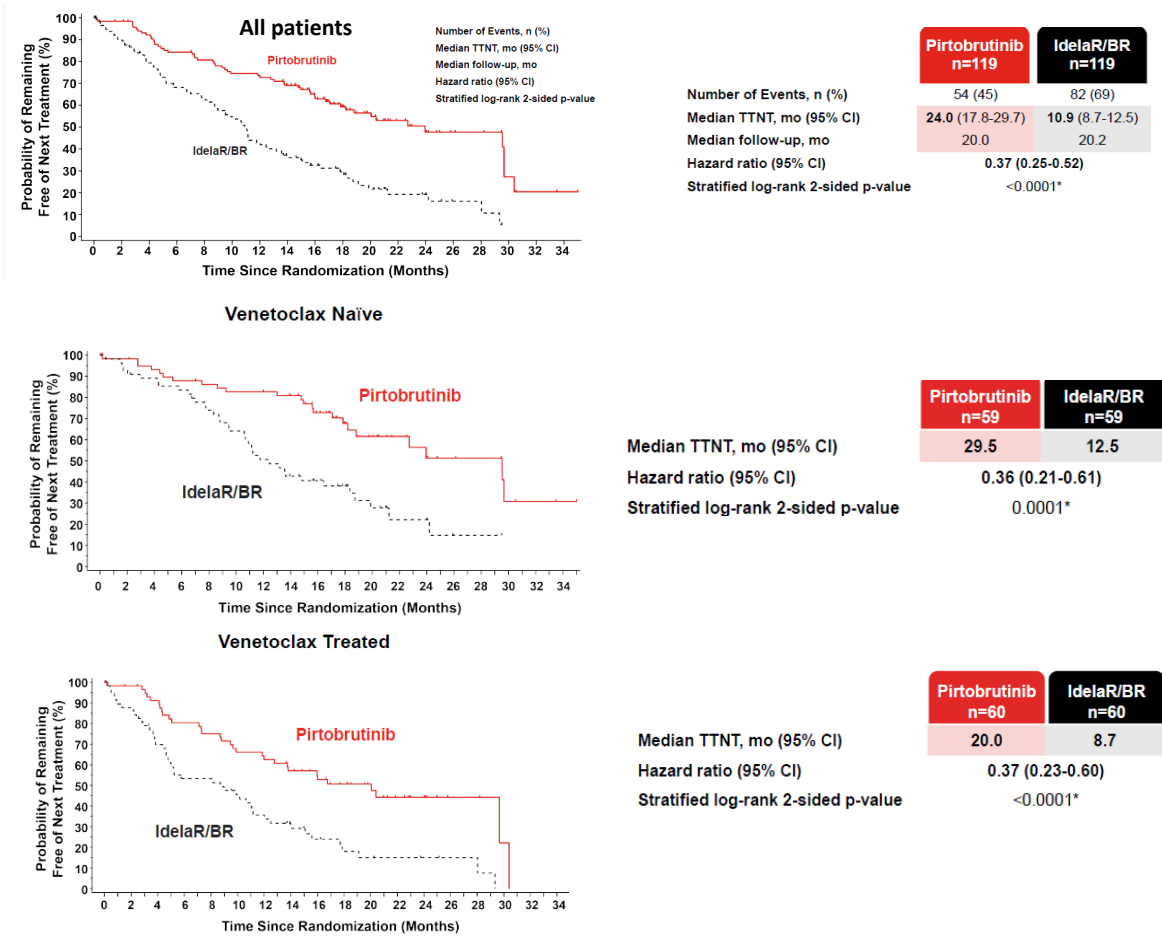 All patients
Number of Events, n (%)
Median TTNT, mo (95% CI)
Median follow-up, mo
Hazard ratio (95% CI)
Stratified log-rank 2-sided p-value
Pirtobrutinib
IdelaR/BR
Probability of Remaining
Free of Next Treatment (%)
100
90
80
70
60
50
40
30
20
10
0
0 2 4 6 8 10 12 14 16 18 20 22 24 26 28 30 32 34
Time Since Randomization (Months)
Pirtobrutinib n=119 IdelaR/BR n=119
Number of Events, n (%) 54 (45) 82 (69)
Median TTNT, mo (95% CI) 24.0 (17.8-29.7) 10.9 (8.7-12.5)
Median follow-up, mo 20.0 20.2
Hazard ratio (95% CI) 0.37 (0.25-0.52)
Stratified log-rank 2-sided p-value <0.0001*
Venetoclax Naïve
Probability of Remaining
Free of Next Treatment (%)
100
90
80
70
60
50
40
30
20
10
0
Pirtobrutinib
IdelaR/BR
0 2 4 6 8 10 12 14 16 18 20 22 24 26 28 30 32 34
Time Since Randomization (Months)
Pirtobrutinib n=59 IdelaR/BR n=59
Median TTNT, mo (95% CI) 29.5 12.5
Hazard ratio (95% CI) 0.36 (0.21-0.61)
Stratified log-rank 2-sided p-value 0.0001*
Venetoclax Treated
Probability of Remaining
Free of Next Treatment (%)
100
90
80
70
60
50
40
30
20
10
0
Pirtobrutinib
IdelaR/BR
0 2 4 6 8 10 12 14 16 18 20 22 24 26 28 30 32 34
Time Since Randomization (Months)
Pirtobrutinib n=60 IdelaR/BR n=60
Median TTNT, mo (95% CI) 20.0 8.7
Hazard ratio (95% CI) 0.37 (0.23-0.60)
Stratified log-rank 2-sided p-value <0.0001*